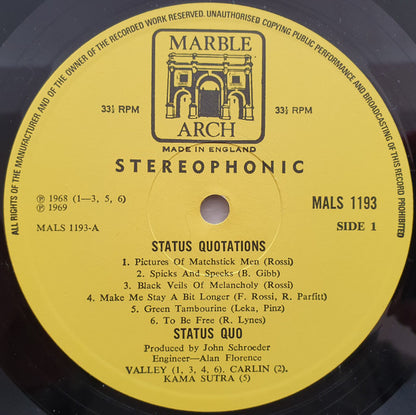 ALL RIGHTS OF THE MANUFACTURER AND OF THE OWNER OF THE RECORDED WORK RESERVED. UNAUTHORISED COPYING PUBLIC PERFORMANCE AND BROADCASTING OF THIS RECORD PROHIBITED
MARBLE
ARCH
33⅓ RPM 33⅓ RPM
MADE IN ENGLAND
STEREOPHONIC
℗ 1968 (1—3, 5, 6)
℗ 1969
MALS 1193
MALS 1193-A
SIDE 1
STATUS QUOTATIONS
1. Pictures Of Matchstick Men (Rossi)
2. Spicks And Specks (B. Gibb)
3. Black Veils Of Melancholy (Rossi)
4. Make Me Stay A Bit Longer (F. Rossi, R. Parfitt)
5. Green Tambourine (Leka, Pinz)
6. To Be Free (R. Lynes)
STATUS QUO
Produced by John Schroeder
Engineer—Alan Florence
VALLEY (1, 3, 4, 6). CARLIN (2).
KAMA SUTRA (5)